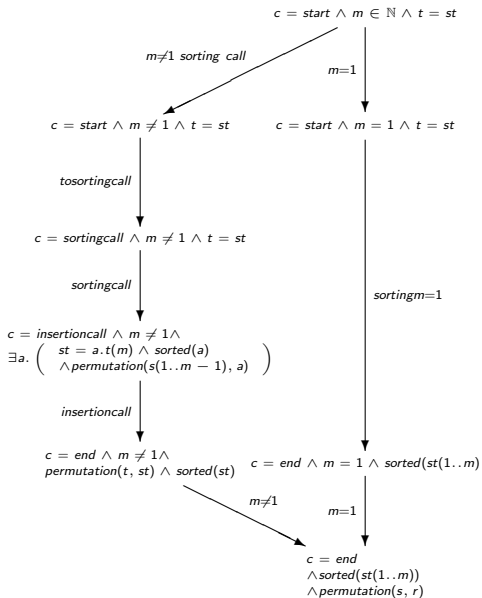 c = start ∧ m ∈ ℕ ∧ t = st
m≠1 sorting call
m=1
c = start ∧ m ≠ 1 ∧ t = st
c = start ∧ m = 1 ∧ t = st
tosortingcall
c = sortingcall ∧ m ≠ 1 ∧ t = st
sortingcall
sortingm=1
c = insertioncall ∧ m ≠ 1∧
∃a. ( st = a.t(m) ∧ sorted(a)
∧permutation(s(1..m − 1), a) )
insertioncall
c = end ∧ m ≠ 1∧
permutation(t, st) ∧ sorted(st)
c = end ∧ m = 1 ∧ sorted(st(1..m)
m≠1
m=1
c = end
∧sorted(st(1..m))
∧permutation(s, r)